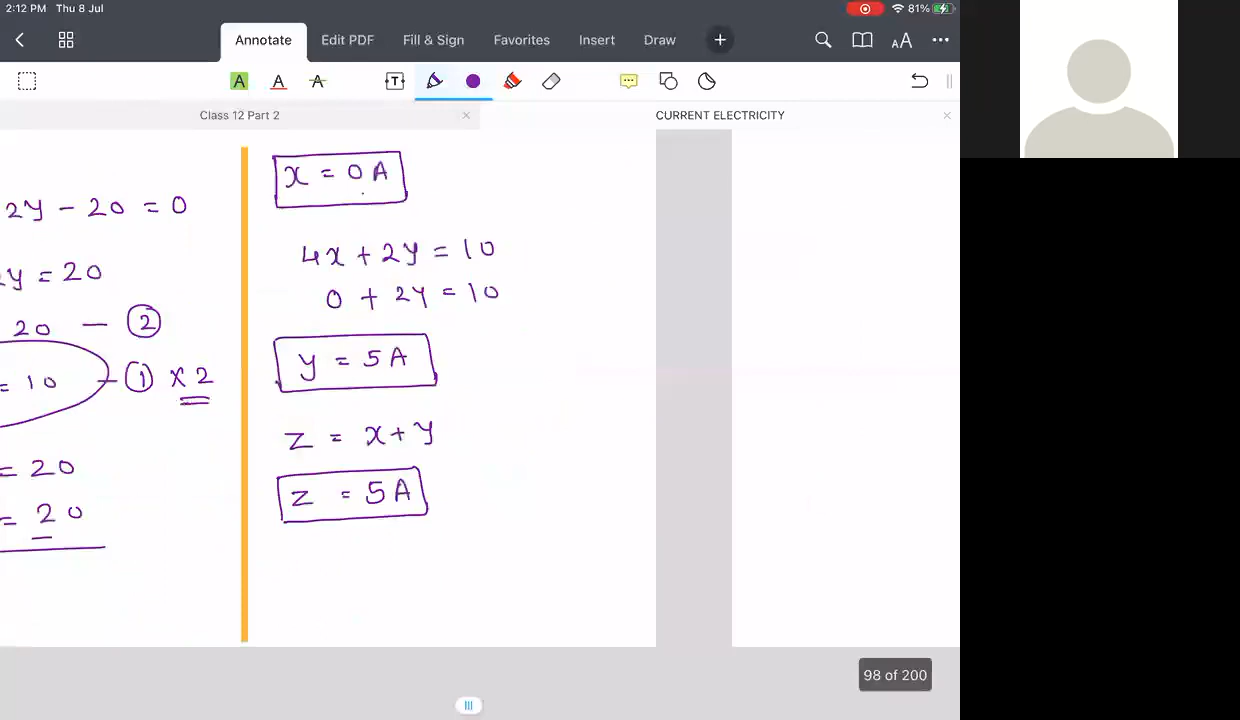 2:12 PM Thu 8 Jul
81%
Annotate Edit PDF Fill & Sign Favorites Insert Draw
Class 12 Part 2
CURRENT ELECTRICITY
2y - 20 = 0
2y = 20
20 — ②
= 10 — ① × 2
= 20
= 20
x = 0 A
4x + 2y = 10
0 + 2y = 10
y = 5 A
z = x + y
z = 5 A
98 of 200